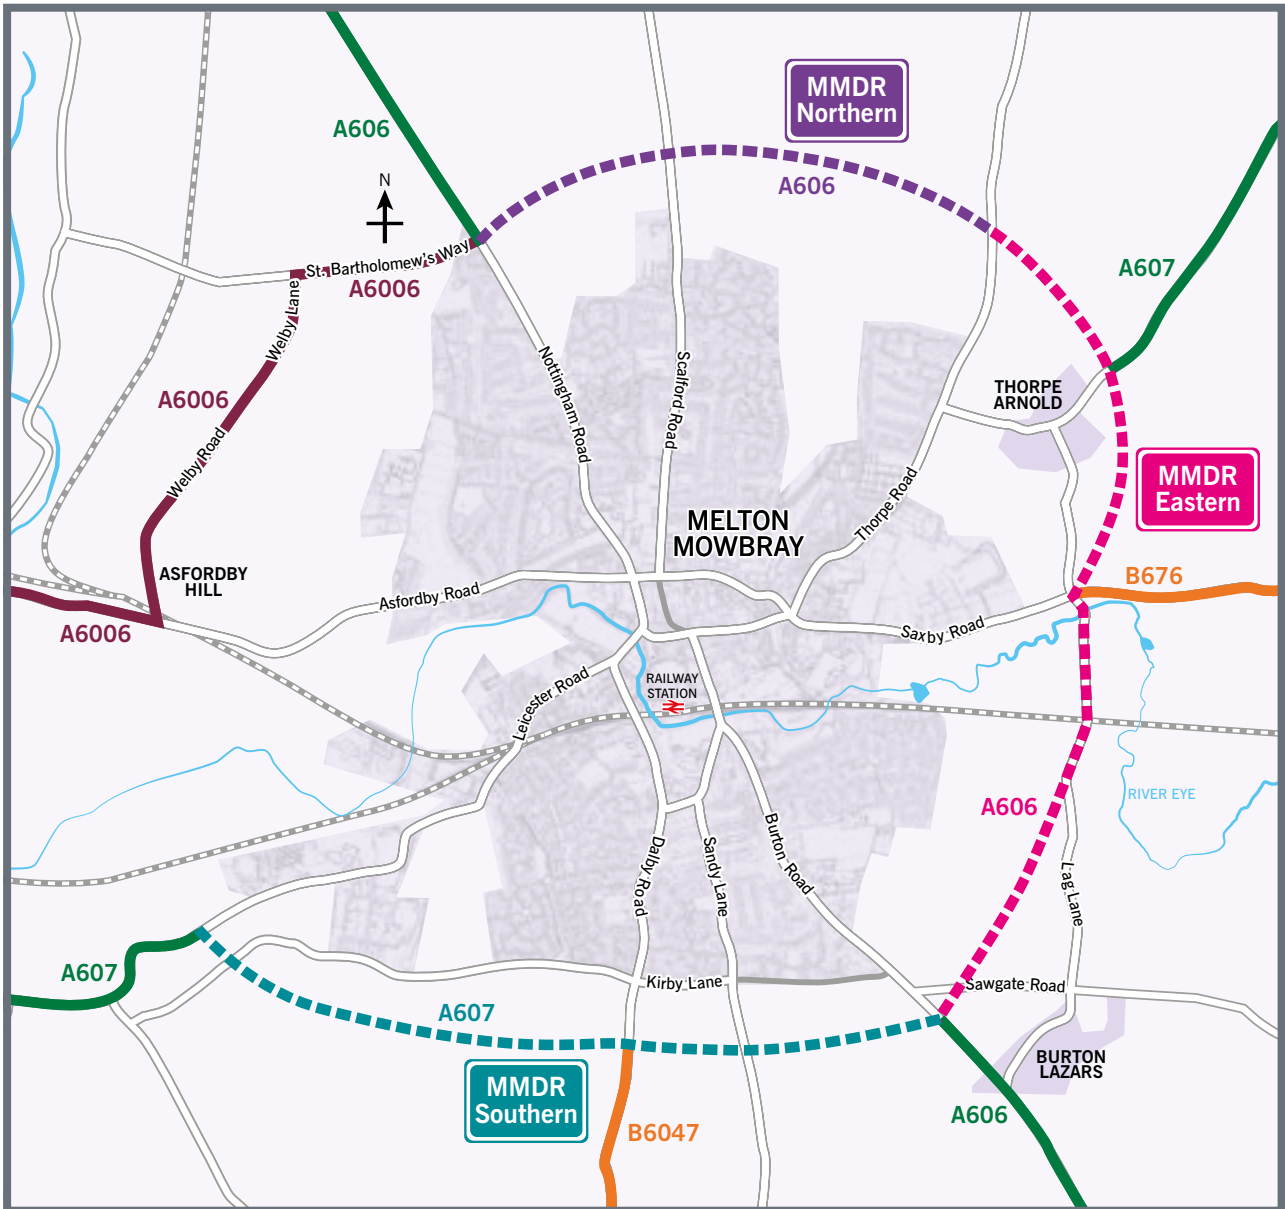 MMDR
Northern
A606
N
A606
A607
St. Bartholomew's Way
A6006
Welby Lane
A6006
Nottingham Road
Scalford Road
THORPE
ARNOLD
Welby Road
Thorpe Road
MMDR
Eastern
MELTON
MOWBRAY
ASFORDBY
HILL
B676
Asfordby Road
A6006
Saxby Road
RAILWAY
STATION
Leicester Road
RIVER EYE
A606
Dalby Road
Sandy Lane
Burton Road
Lag Lane
A607
Kirby Lane
Sawgate Road
A607
MMDR
Southern
BURTON
LAZARS
A606
B6047